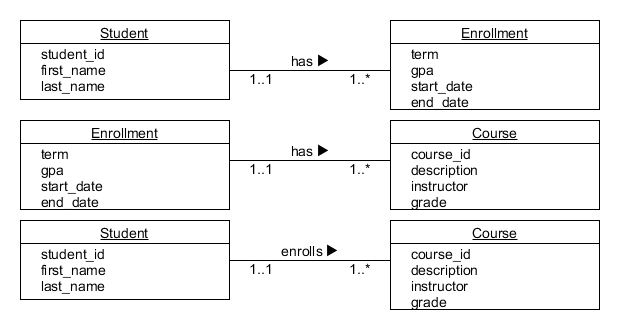 Student
student_id
first_name
last_name
has ▶
1..1
1..*
Enrollment
term
gpa
start_date
end_date
Enrollment
term
gpa
start_date
end_date
has ▶
1..1
1..*
Course
course_id
description
instructor
grade
Student
student_id
first_name
last_name
enrolls ▶
1..1
1..*
Course
course_id
description
instructor
grade